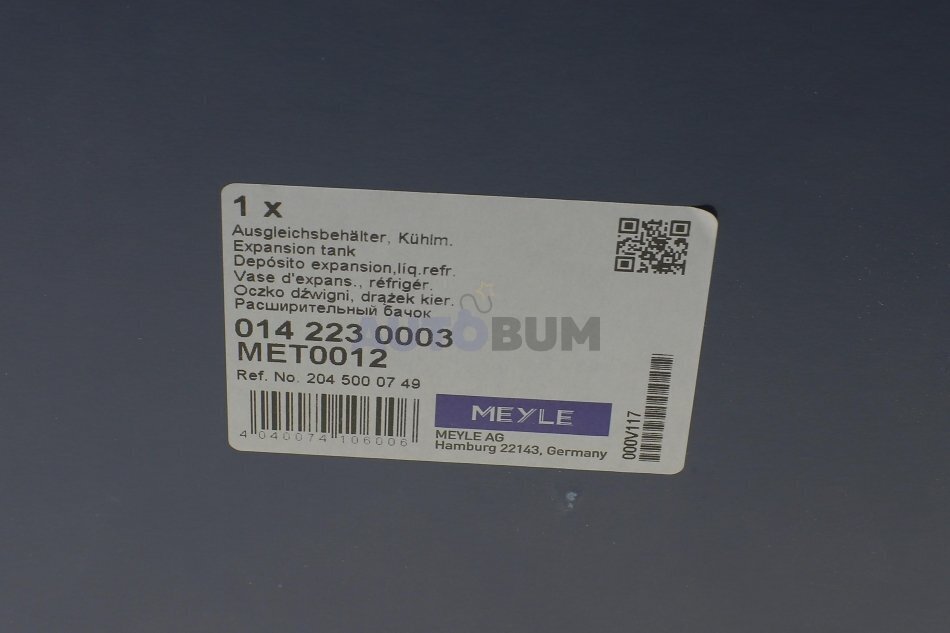 1 x
Ausgleichsbehälter, Kühlm.
Expansion tank
Depósito expansion,liq.refr.
Vase d'expans., réfrigér.
Oczko dźwigni, drążek kier.
Расширительный бачок
014 223 0003
MET0012
Ref. No. 204 500 07 49
4 040074 106006
MEYLE
MEYLE AG
Hamburg 22143, Germany
000V117
AUTOBUM